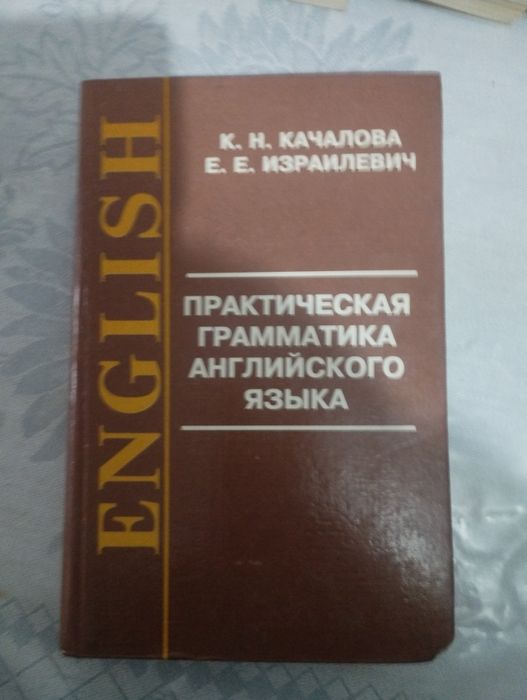 ENGLISH
К. Н. КАЧАЛОВА
Е. Е. ИЗРАИЛЕВИЧ
ПРАКТИЧЕСКАЯ
ГРАММАТИКА
АНГЛИЙСКОГО
ЯЗЫКА